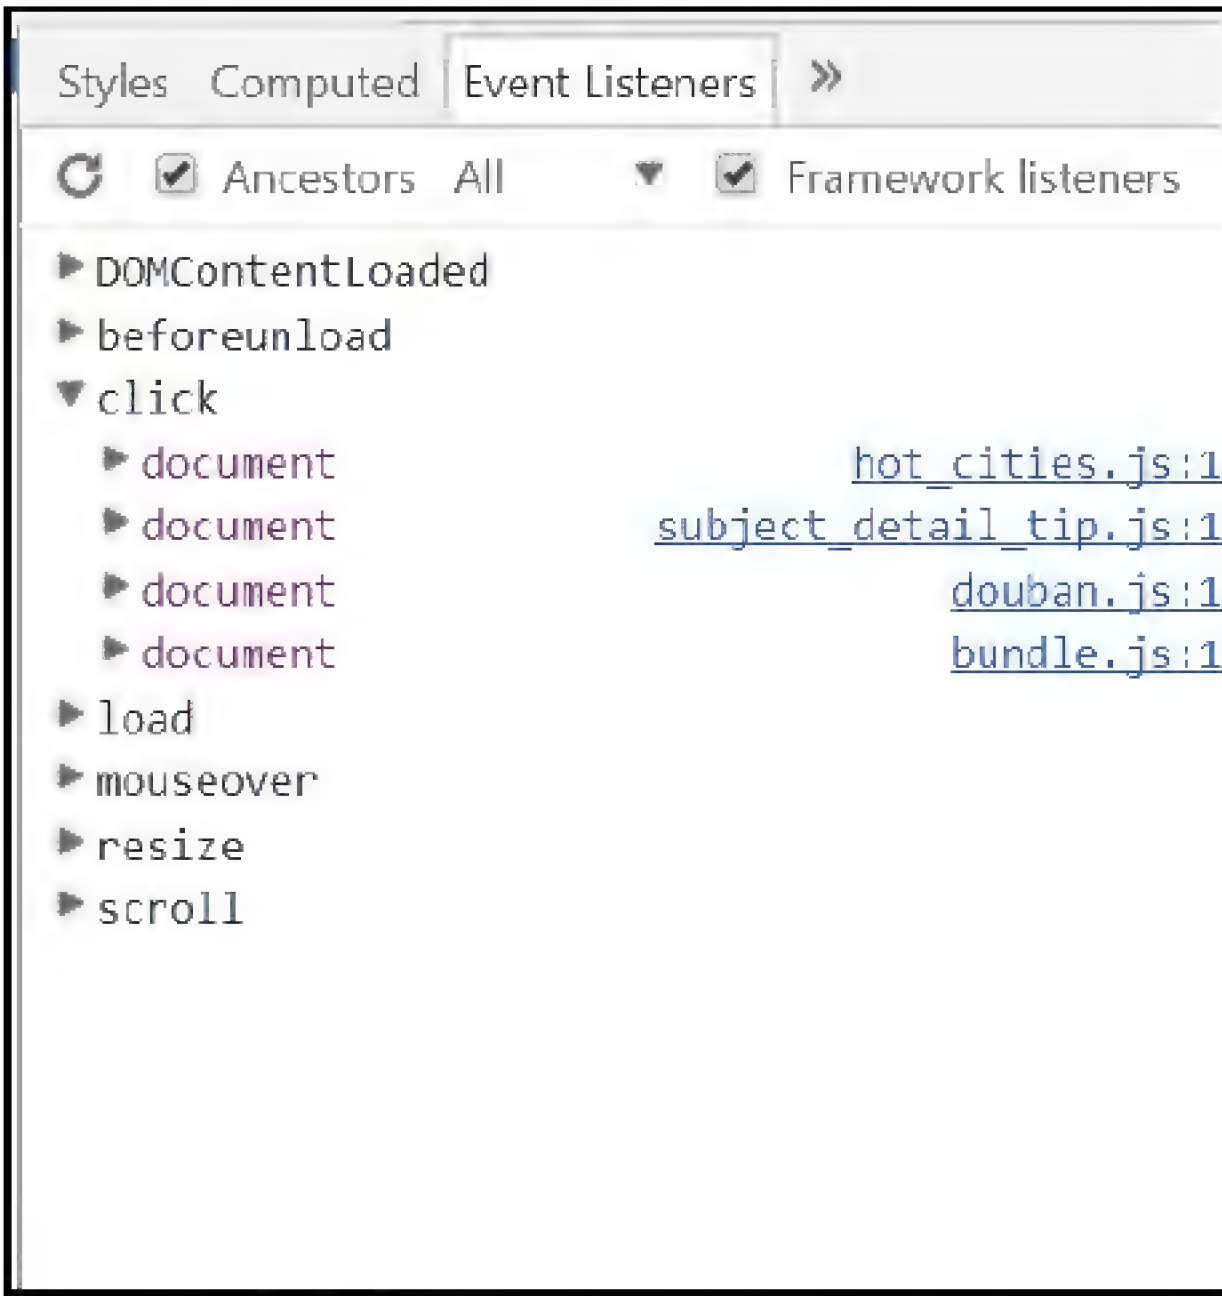 Styles Computed Event Listeners »
Ancestors All Framework listeners
DOMContentLoaded
beforeunload
click
document hot_cities.js:1
document subject_detail_tip.js:1
document douban.js:1
document bundle.js:1
load
mouseover
resize
scroll